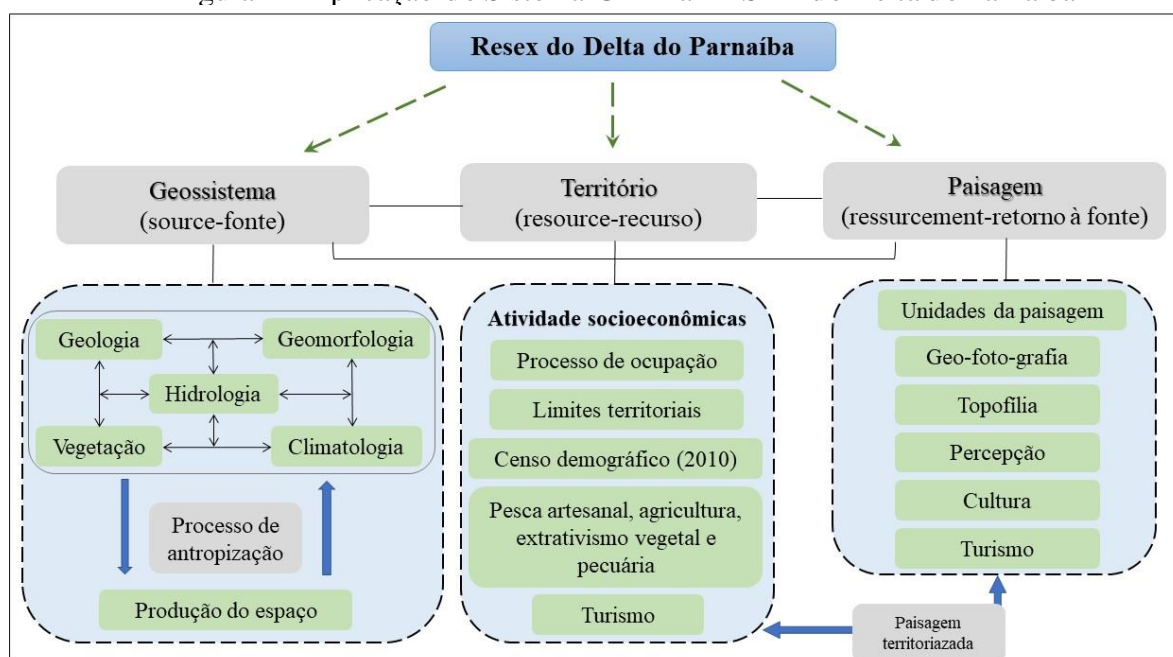 Resex do Delta do Parnaíba
Geossistema
(source-fonte)
Território
(resource-recurso)
Paisagem
(ressurcement-retorno à fonte)
Geologia
Geomorfologia
Hidrologia
Vegetação
Climatologia
Processo de
antropização
Produção do espaço
Atividade socioeconômicas
Processo de ocupação
Limites territoriais
Censo demográfico (2010)
Pesca artesanal, agricultura,
extrativismo vegetal e
pecuária
Turismo
Unidades da paisagem
Geo-foto-grafia
Topofília
Percepção
Cultura
Turismo
Paisagem
territoriazada